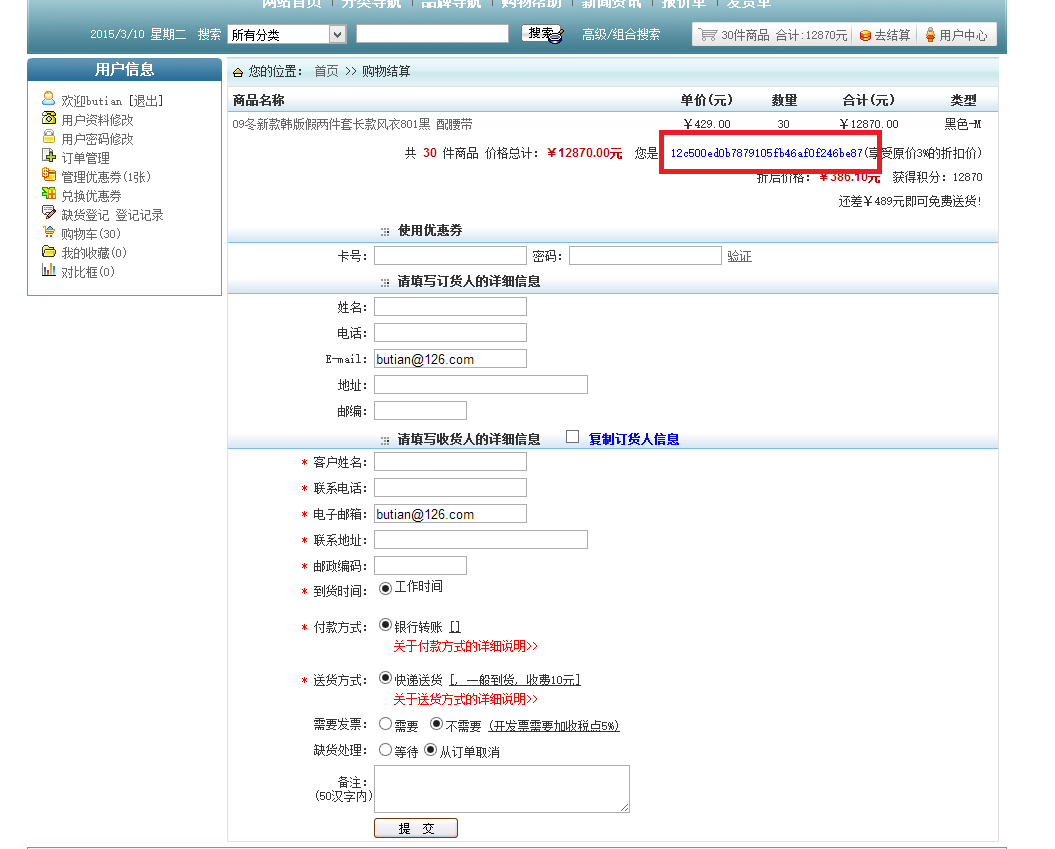 网站首页 分类导航 品牌导航 购物帮助 新闻资讯 报价单 发货单
2015/3/10 星期二 搜索 所有分类 搜索 高级/组合搜索 30件商品 合计:12870元 去结算 用户中心
用户信息
欢迎butian [退出]
用户资料修改
用户密码修改
订单管理
管理优惠券(1张)
兑换优惠券
缺货登记 登记记录
购物车(30)
我的收藏(0)
对比框(0)
您的位置: 首页 >> 购物结算
商品名称 单价(元) 数量 合计(元) 类型
09冬新款韩版假两件套长款风衣801黑 配腰带 ￥429.00 30 ￥12870.00 黑色-M
共 30 件商品 价格总计: ￥12870.00元 您是 12c500ed0b7879105fb46af0f246be87(享受原价3%的折扣价)
折后价格: ￥386.10元 获得积分: 12870
还差￥489元即可免费送货!
使用优惠券
卡号: 密码: 验证
请填写订货人的详细信息
姓名:
电话:
E-mail: butian@126.com
地址:
邮编:
请填写收货人的详细信息 复制订货人信息
* 客户姓名:
* 联系电话:
* 电子邮箱: butian@126.com
* 联系地址:
* 邮政编码:
* 到货时间: 工作时间
* 付款方式: 银行转账 []
关于付款方式的详细说明>>
* 送货方式: 快递送货 [, 一般到货, 收费10元]
关于送货方式的详细说明>>
需要发票: 需要 不需要 (开发票需要加收税点5%)
缺货处理: 等待 从订单取消
备注:
(50汉字内)
提 交